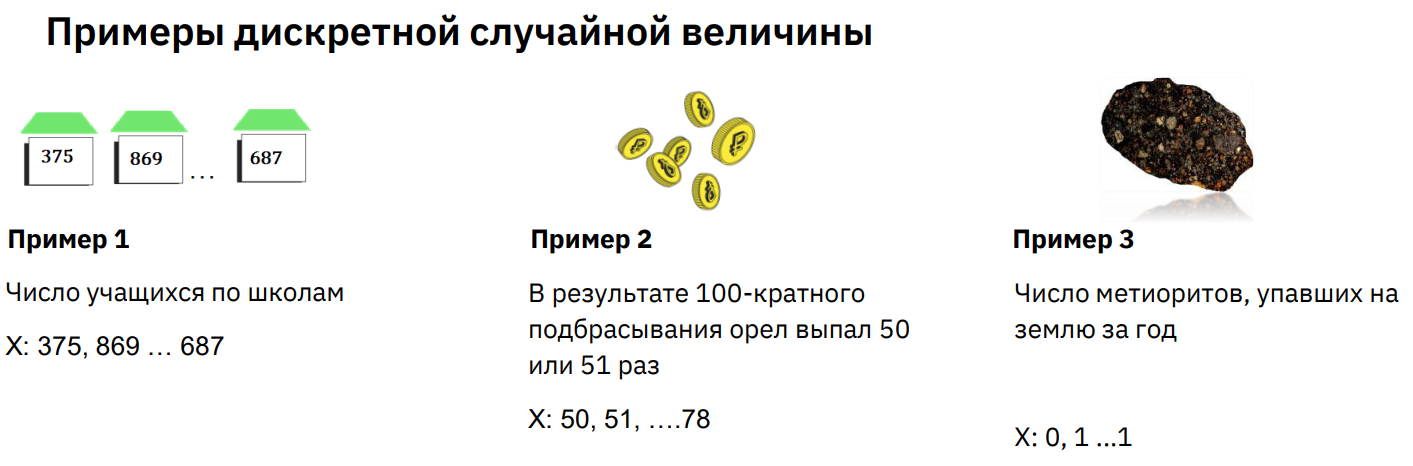 Примеры дискретной случайной величины
375
869
...
687
Пример 1
Число учащихся по школам
X: 375, 869 ... 687
Пример 2
В результате 100-кратного
подбрасывания орел выпал 50
или 51 раз
X: 50, 51, ....78
Пример 3
Число метиоритов, упавших на
землю за год
X: 0, 1 ...1